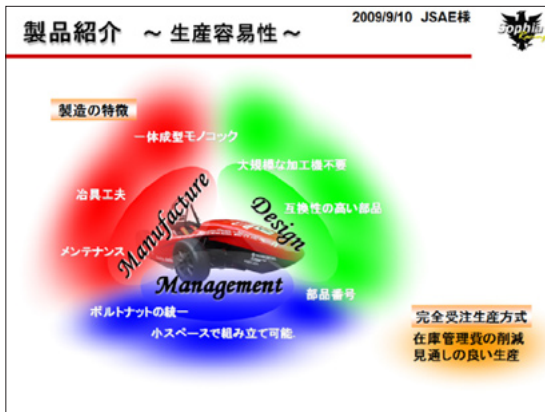 製品紹介 ～生産容易性～
2009/9/10 JSAE様
Sophia
Racing
製造の特徴
一体成型モノコック
大規模な加工機不要
冶具工夫
互換性の高い部品
Manufacture
Design
メンテナンス
Management
部品番号
ボルトナットの統一
小スペースで組み立て可能.
完全受注生産方式
在庫管理費の削減
見通しの良い生産